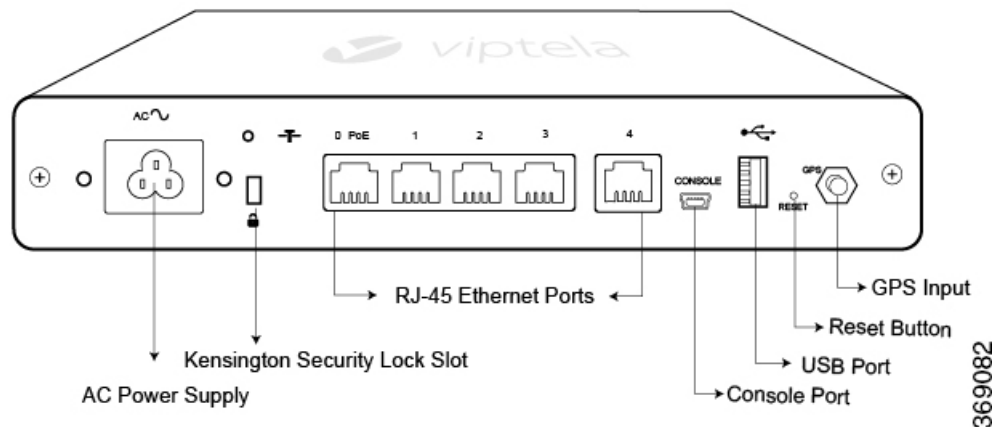 viptela
AC
0 PoE 1 2 3 4
CONSOLE
GPS
RESET
RJ-45 Ethernet Ports
GPS Input
Reset Button
Kensington Security Lock Slot
USB Port
AC Power Supply
Console Port
369082